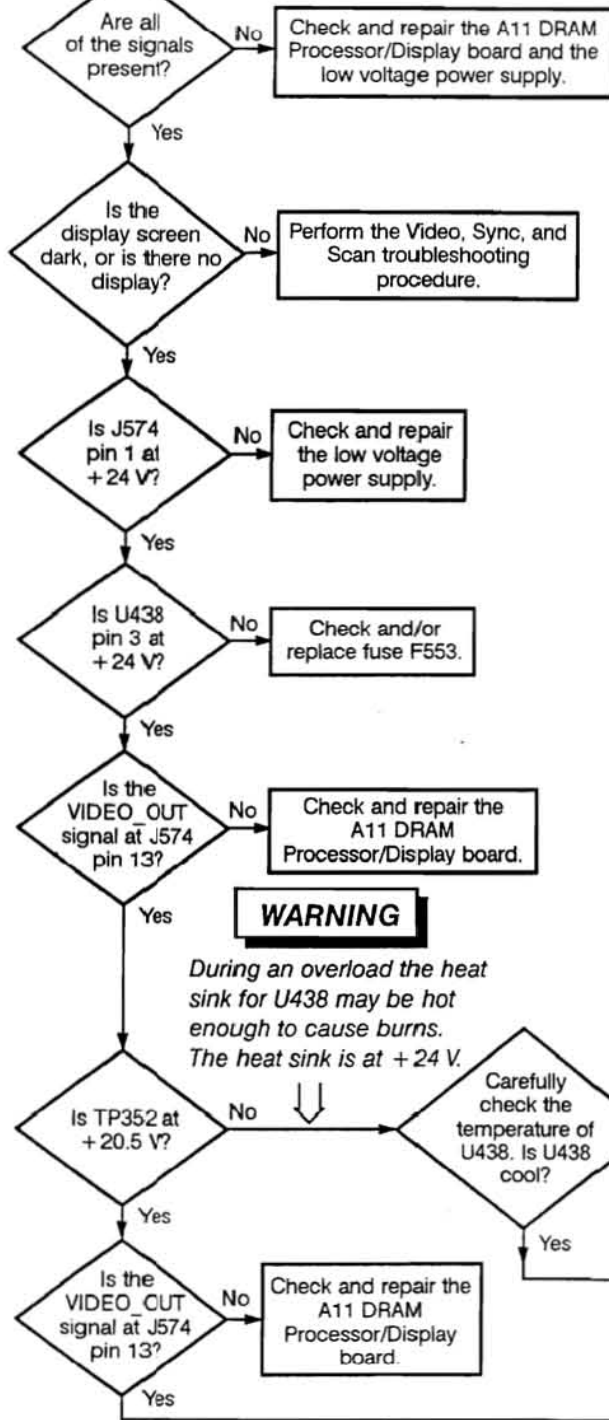 Are all
of the signals
present?
No
Check and repair the A11 DRAM
Processor/Display board and the
low voltage power supply.
Yes
Is the
display screen
dark, or is there no
display?
No
Perform the Video, Sync, and
Scan troubleshooting
procedure.
Yes
Is J574
pin 1 at
+24 V?
No
Check and repair
the low voltage
power supply.
Yes
Is U438
pin 3 at
+24 V?
No
Check and/or
replace fuse F553.
Yes
Is the
VIDEO_OUT
signal at J574
pin 13?
No
Check and repair the
A11 DRAM
Processor/Display board.
Yes
WARNING
During an overload the heat
sink for U438 may be hot
enough to cause burns.
The heat sink is at +24 V.
Is TP352 at
+20.5 V?
No
Carefully
check the
temperature of
U438. Is U438
cool?
Yes
Yes
Is the
VIDEO_OUT
signal at J574
pin 13?
No
Check and repair the
A11 DRAM
Processor/Display
board.
Yes